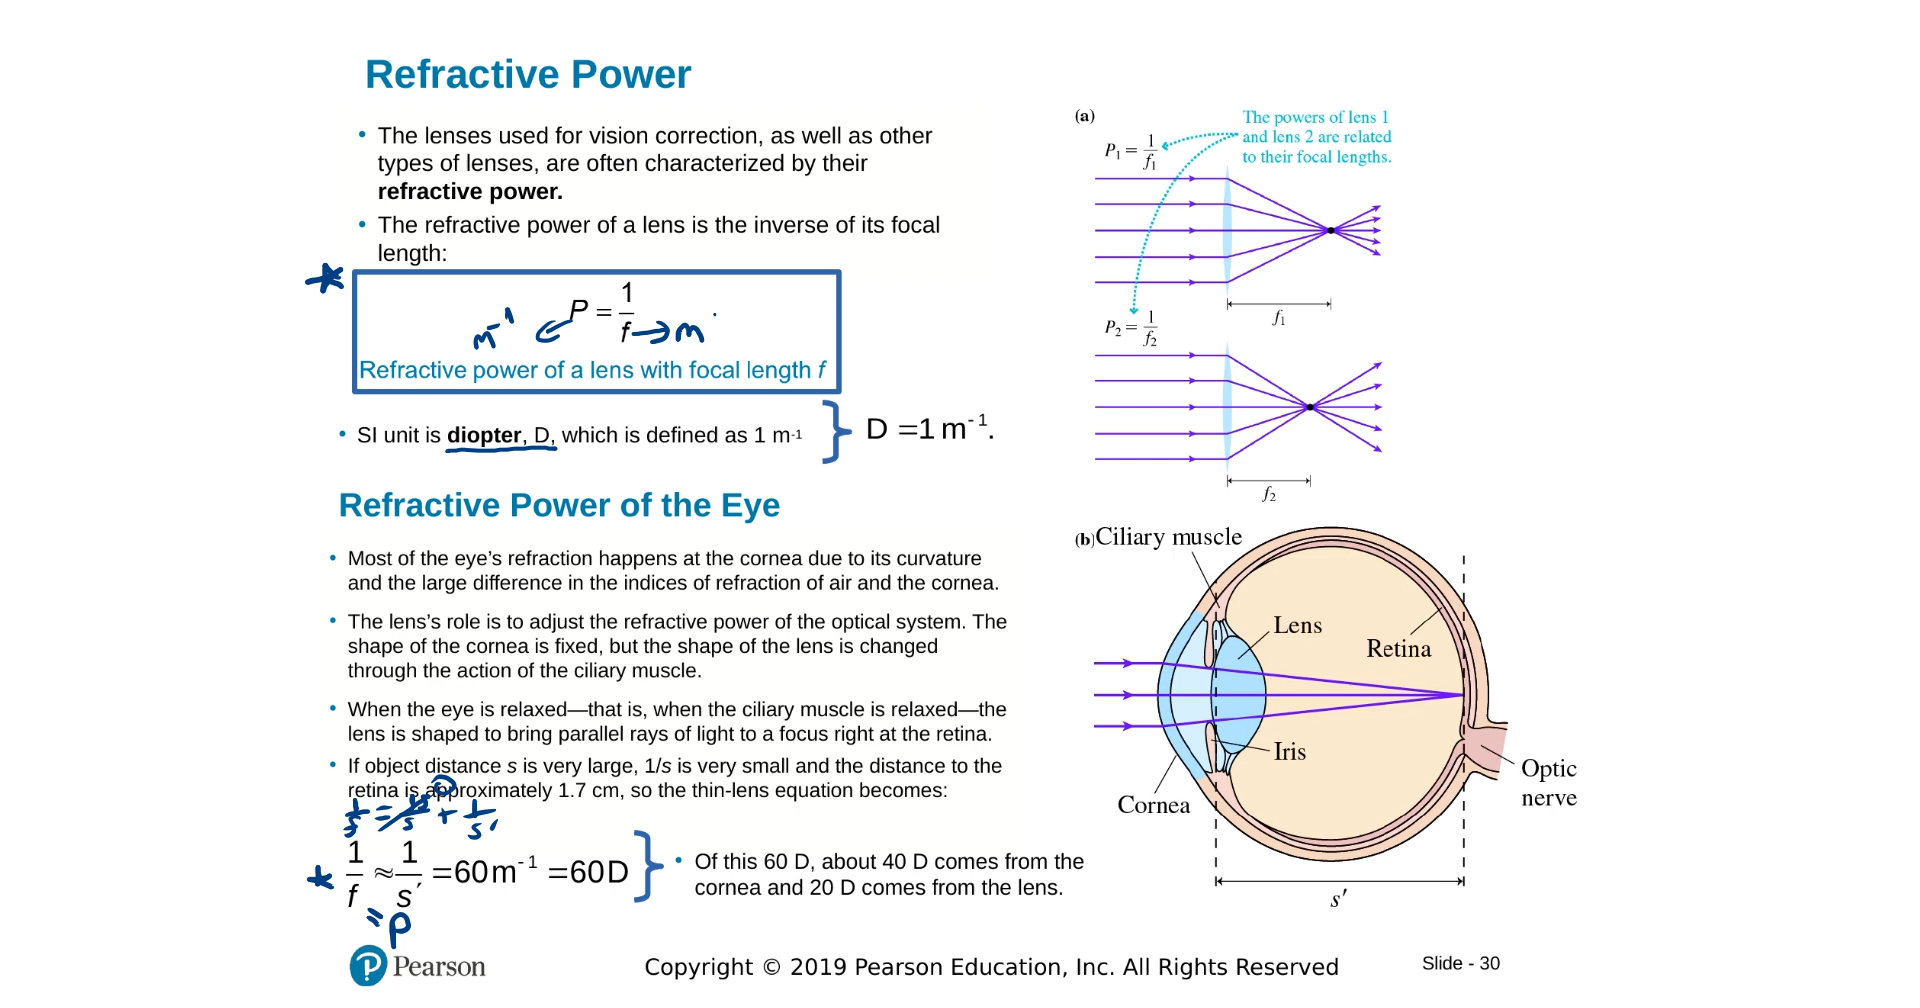 Refractive Power
• The lenses used for vision correction, as well as other
types of lenses, are often characterized by their
refractive power.
• The refractive power of a lens is the inverse of its focal
length:
P = 1/f
m⁻¹ ← → m
Refractive power of a lens with focal length f
• SI unit is diopter, D, which is defined as 1 m-1
D = 1 m⁻¹.
Refractive Power of the Eye
• Most of the eye’s refraction happens at the cornea due to its curvature
and the large difference in the indices of refraction of air and the cornea.
• The lens’s role is to adjust the refractive power of the optical system. The
shape of the cornea is fixed, but the shape of the lens is changed
through the action of the ciliary muscle.
• When the eye is relaxed—that is, when the ciliary muscle is relaxed—the
lens is shaped to bring parallel rays of light to a focus right at the retina.
• If object distance s is very large, 1/s is very small and the distance to the
retina is approximately 1.7 cm, so the thin-lens equation becomes:
1/f = 1/s + 1/s'
0
1/f ≈ 1/s′ = 60 m⁻¹ = 60 D
= P
• Of this 60 D, about 40 D comes from the
cornea and 20 D comes from the lens.
(a)
The powers of lens 1
and lens 2 are related
to their focal lengths.
P₁ = 1/f₁
f₁
P₂ = 1/f₂
f₂
(b)
Ciliary muscle
Lens
Retina
Iris
Optic
nerve
Cornea
s′
P Pearson
Copyright © 2019 Pearson Education, Inc. All Rights Reserved
Slide - 30